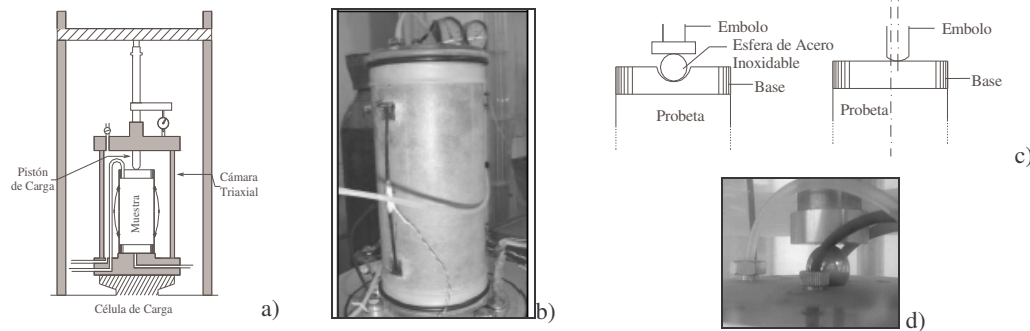 Pistón
de Carga
Cámara
Triaxial
Muestra
Célula de Carga
a)
b)
Embolo
Esfera de Acero
Inoxidable
Base
Probeta
Embolo
Base
Probeta
c)
d)